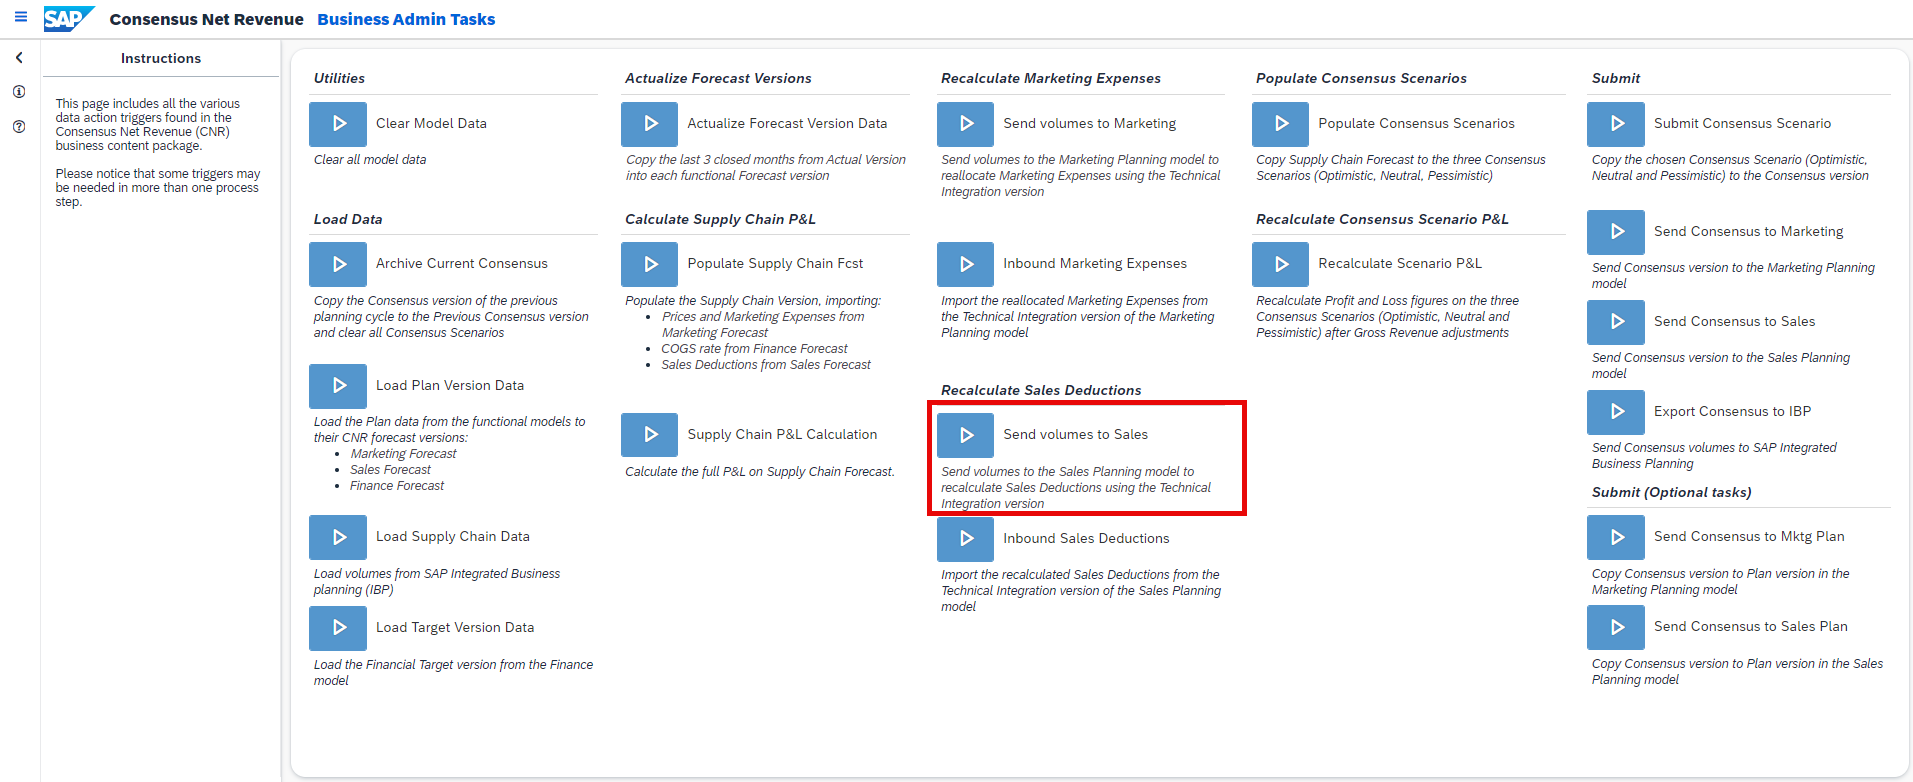 SAP Consensus Net Revenue Business Admin Tasks
Instructions
This page includes all the various
data action triggers found in the
Consensus Net Revenue (CNR)
business content package.
Please notice that some triggers may
be needed in more than one process
step.
Utilities
Clear Model Data
Clear all model data
Load Data
Archive Current Consensus
Copy the Consensus version of the previous
planning cycle to the Previous Consensus version
and clear all Consensus Scenarios
Load Plan Version Data
Load the Plan data from the functional models to
their CNR forecast versions:
• Marketing Forecast
• Sales Forecast
• Finance Forecast
Load Supply Chain Data
Load volumes from SAP Integrated Business
planning (IBP)
Load Target Version Data
Load the Financial Target version from the Finance
model
Actualize Forecast Versions
Actualize Forecast Version Data
Copy the last 3 closed months from Actual Version
into each functional Forecast version
Calculate Supply Chain P&L
Populate Supply Chain Fcst
Populate the Supply Chain Version, importing:
• Prices and Marketing Expenses from
Marketing Forecast
• COGS rate from Finance Forecast
• Sales Deductions from Sales Forecast
Supply Chain P&L Calculation
Calculate the full P&L on Supply Chain Forecast.
Recalculate Marketing Expenses
Send volumes to Marketing
Send volumes to the Marketing Planning model to
reallocate Marketing Expenses using the Technical
Integration version
Inbound Marketing Expenses
Import the reallocated Marketing Expenses from
the Technical Integration version of the Marketing
Planning model
Recalculate Sales Deductions
Send volumes to Sales
Send volumes to the Sales Planning model to
recalculate Sales Deductions using the Technical
Integration version
Inbound Sales Deductions
Import the recalculated Sales Deductions from the
Technical Integration version of the Sales Planning
model
Populate Consensus Scenarios
Populate Consensus Scenarios
Copy Supply Chain Forecast to the three Consensus
Scenarios (Optimistic, Neutral, Pessimistic)
Recalculate Consensus Scenario P&L
Recalculate Scenario P&L
Recalculate Profit and Loss figures on the three
Consensus Scenarios (Optimistic, Neutral and
Pessimistic) after Gross Revenue adjustments
Submit
Submit Consensus Scenario
Copy the chosen Consensus Scenario (Optimistic,
Neutral and Pessimistic) to the Consensus version
Send Consensus to Marketing
Send Consensus version to the Marketing Planning
model
Send Consensus to Sales
Send Consensus version to the Sales Planning
model
Export Consensus to IBP
Send Consensus volumes to SAP Integrated
Business Planning
Submit (Optional tasks)
Send Consensus to Mktg Plan
Copy Consensus version to Plan version in the
Marketing Planning model
Send Consensus to Sales Plan
Copy Consensus version to Plan version in the Sales
Planning model